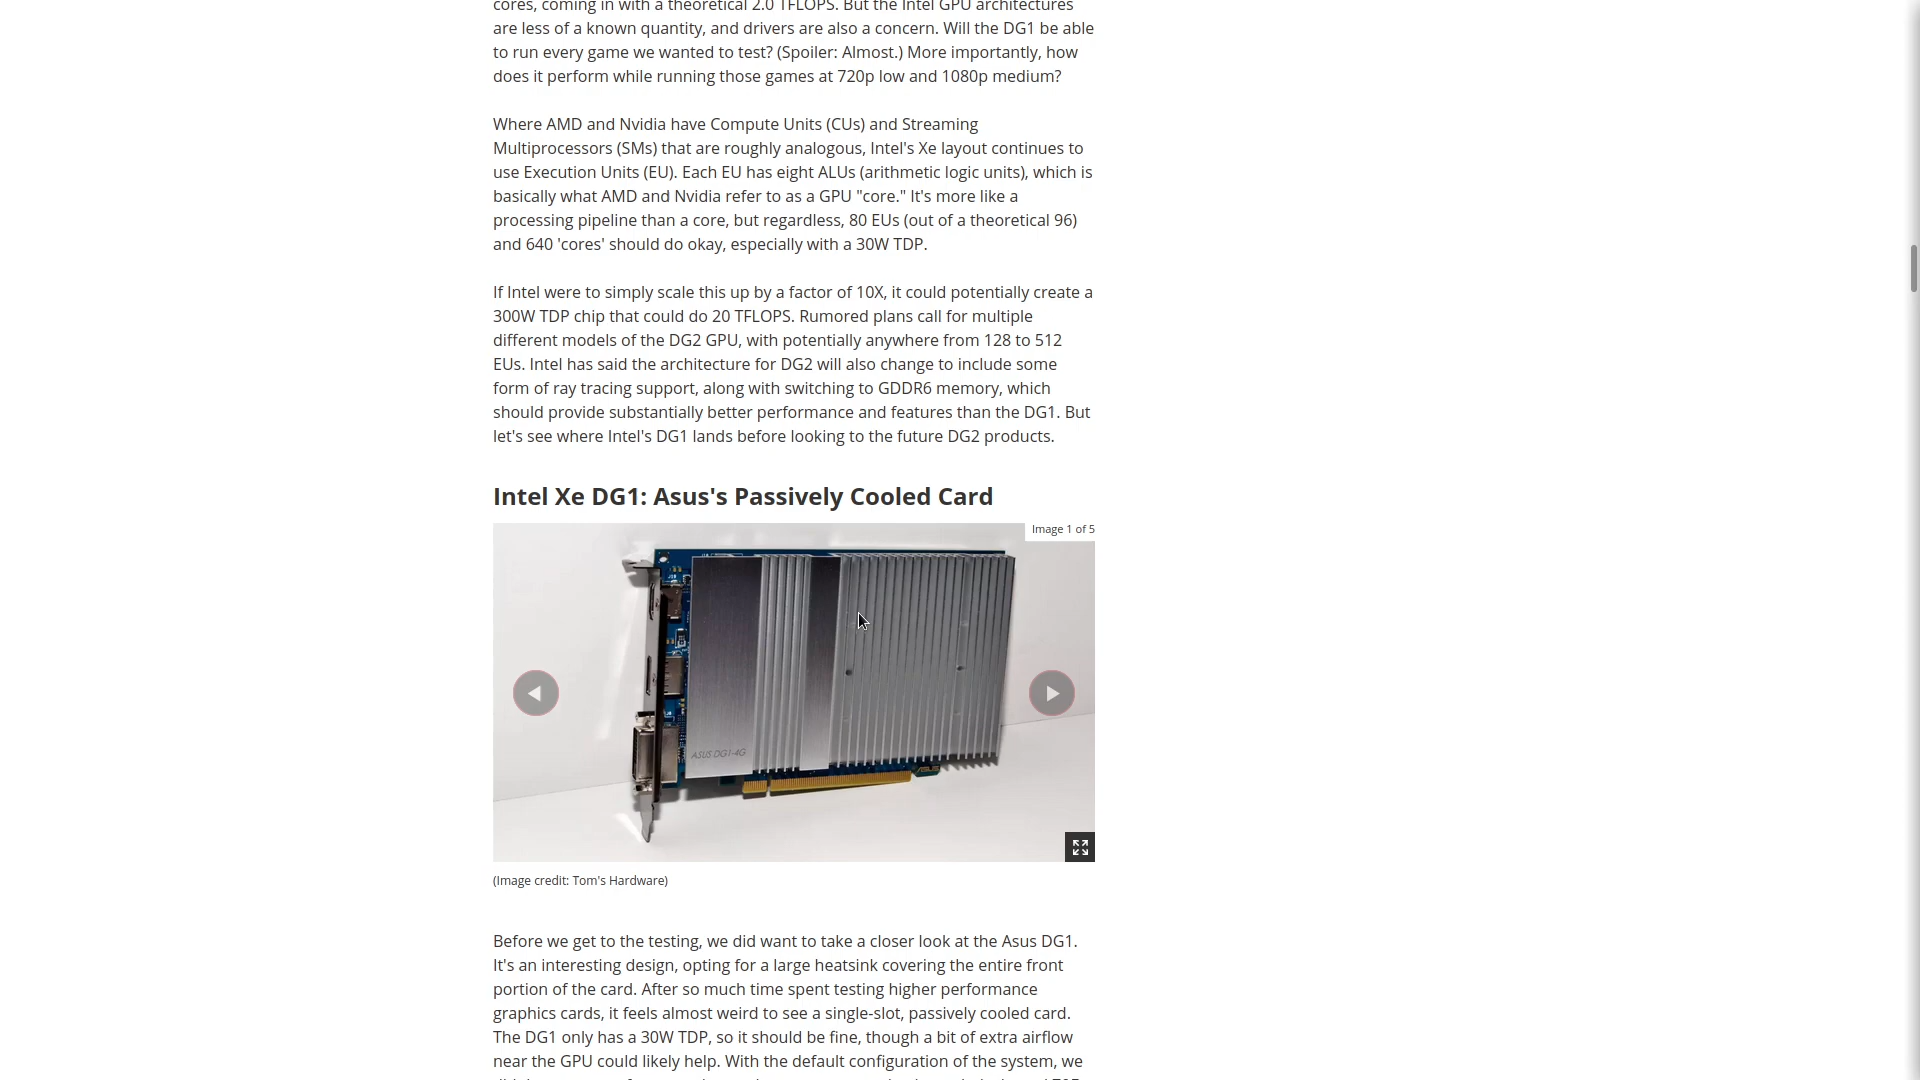 cores, coming in with a theoretical 2.0 TFLOPS. But the Intel GPU architectures
are less of a known quantity, and drivers are also a concern. Will the DG1 be able
to run every game we wanted to test? (Spoiler: Almost.) More importantly, how
does it perform while running those games at 720p low and 1080p medium?
Where AMD and Nvidia have Compute Units (CUs) and Streaming
Multiprocessors (SMs) that are roughly analogous, Intel's Xe layout continues to
use Execution Units (EU). Each EU has eight ALUs (arithmetic logic units), which is
basically what AMD and Nvidia refer to as a GPU "core." It's more like a
processing pipeline than a core, but regardless, 80 EUs (out of a theoretical 96)
and 640 'cores' should do okay, especially with a 30W TDP.
If Intel were to simply scale this up by a factor of 10X, it could potentially create a
300W TDP chip that could do 20 TFLOPS. Rumored plans call for multiple
different models of the DG2 GPU, with potentially anywhere from 128 to 512
EUs. Intel has said the architecture for DG2 will also change to include some
form of ray tracing support, along with switching to GDDR6 memory, which
should provide substantially better performance and features than the DG1. But
let's see where Intel's DG1 lands before looking to the future DG2 products.
Intel Xe DG1: Asus's Passively Cooled Card
Image 1 of 5
ASUS DG1-4G
(Image credit: Tom's Hardware)
Before we get to the testing, we did want to take a closer look at the Asus DG1.
It's an interesting design, opting for a large heatsink covering the entire front
portion of the card. After so much time spent testing higher performance
graphics cards, it feels almost weird to see a single-slot, passively cooled card.
The DG1 only has a 30W TDP, so it should be fine, though a bit of extra airflow
near the GPU could likely help. With the default configuration of the system, we